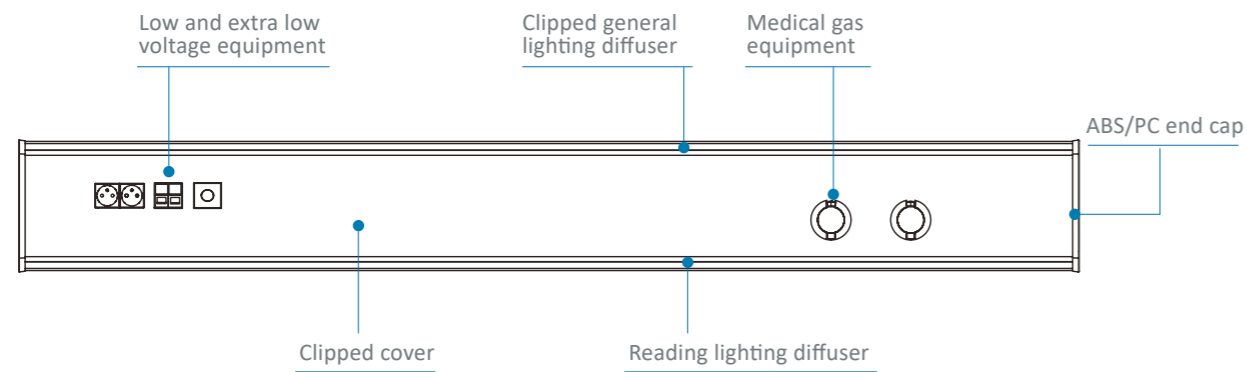 Low and extra low
voltage equipment
Clipped general
lighting diffuser
Medical gas
equipment
ABS/PC end cap
Clipped cover
Reading lighting diffuser